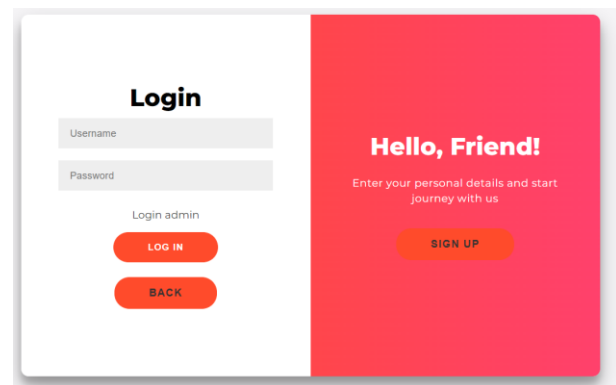 Login
Username
Password
Login admin
LOG IN
BACK
Hello, Friend!
Enter your personal details and start
journey with us
SIGN UP